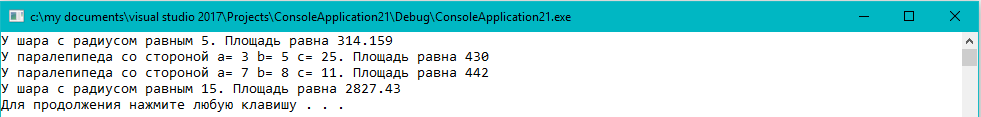 c:\my documents\visual studio 2017\Projects\ConsoleApplication21\Debug\ConsoleApplication21.exe
У шара с радиусом равным 5. Площадь равна 314.159
У паралепипеда со стороной a= 3 b= 5 c= 25. Площадь равна 430
У паралепипеда со стороной a= 7 b= 8 c= 11. Площадь равна 442
У шара с радиусом равным 15. Площадь равна 2827.43
Для продолжения нажмите любую клавишу . . .